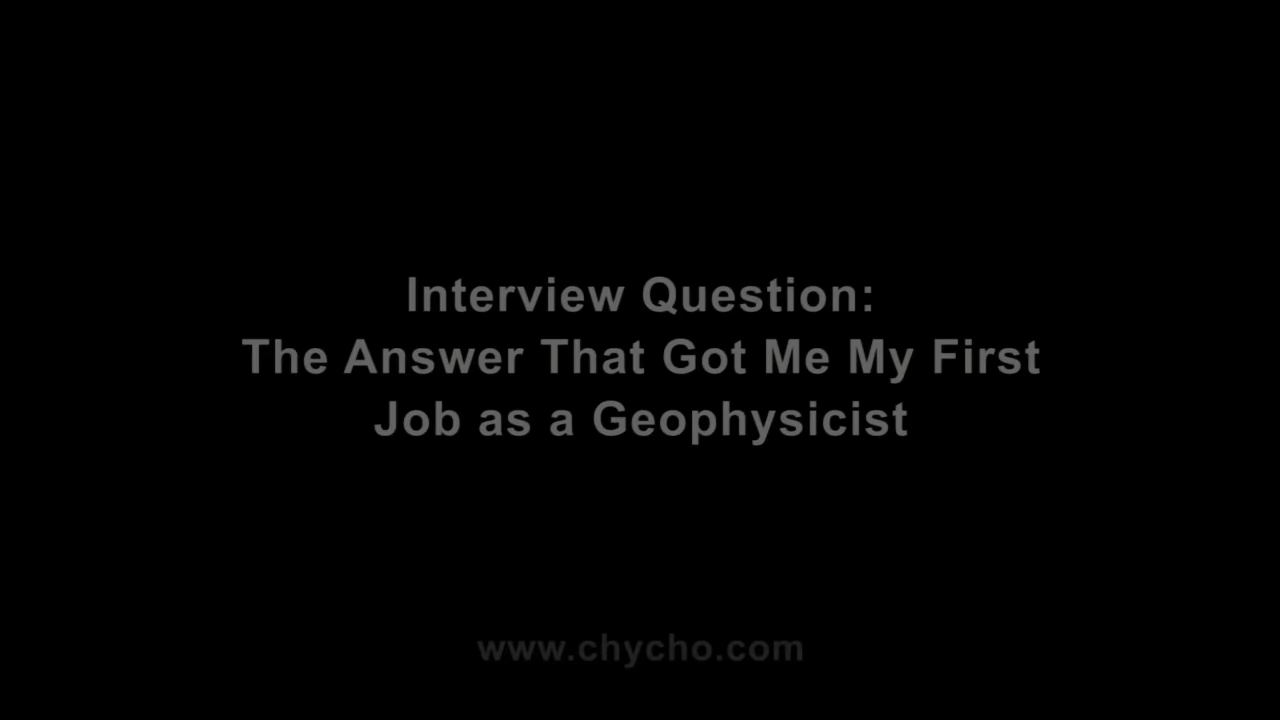 Interview Question:
The Answer That Got Me My First
Job as a Geophysicist
www.chycho.com